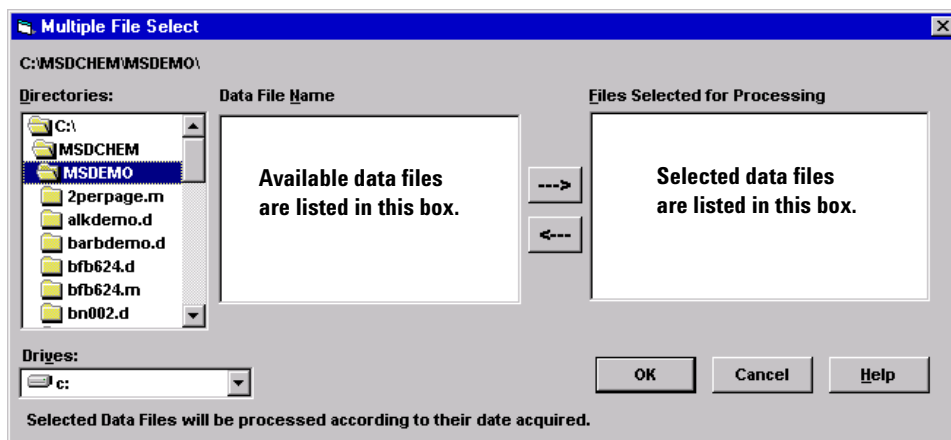 Multiple File Select
C:\MSDCHEM\MSDEMO\
Directories:
Data File Name
Files Selected for Processing
C:\
MSDCHEM
MSDEMO
2perpage.m
alkdemo.d
barbdemo.d
bfb624.d
bfb624.m
bn002.d
Available data files
are listed in this box.
--->
<---
Selected data files
are listed in this box.
Drives:
c:
OK
Cancel
Help
Selected Data Files will be processed according to their date acquired.